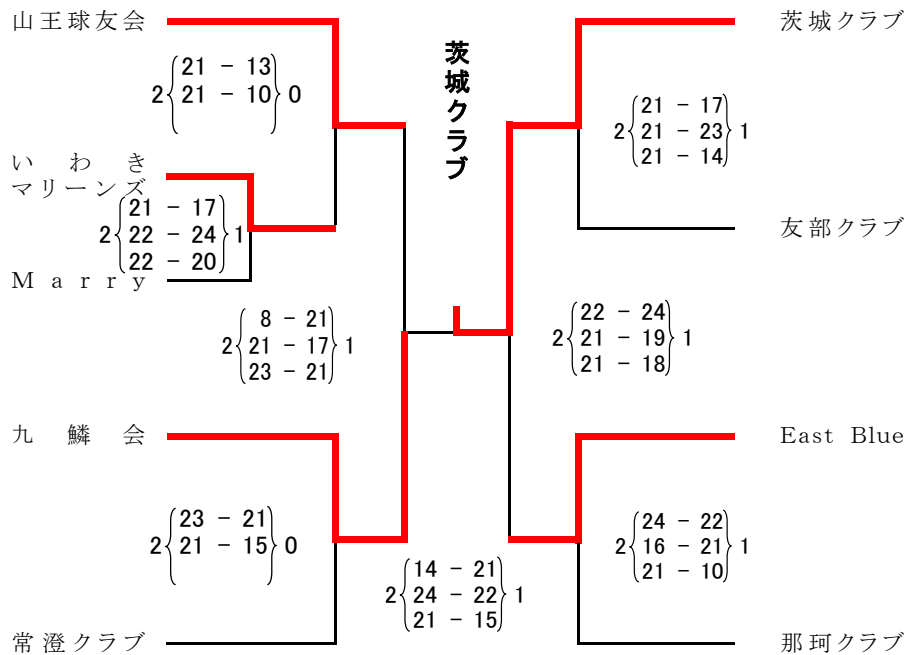 山王球友会
茨城クラブ
茨城クラブ
21 - 13
2 21 - 10 0
21 - 17
2 21 - 23 1
21 - 14
いわき
マリーンズ
21 - 17
2 22 - 24 1
22 - 20
友部クラブ
Marry
8 - 21
2 21 - 17 1
23 - 21
22 - 24
2 21 - 19 1
21 - 18
九鱗会
East Blue
23 - 21
2 21 - 15 0
24 - 22
2 16 - 21 1
21 - 10
14 - 21
2 24 - 22 1
21 - 15
常澄クラブ
那珂クラブ